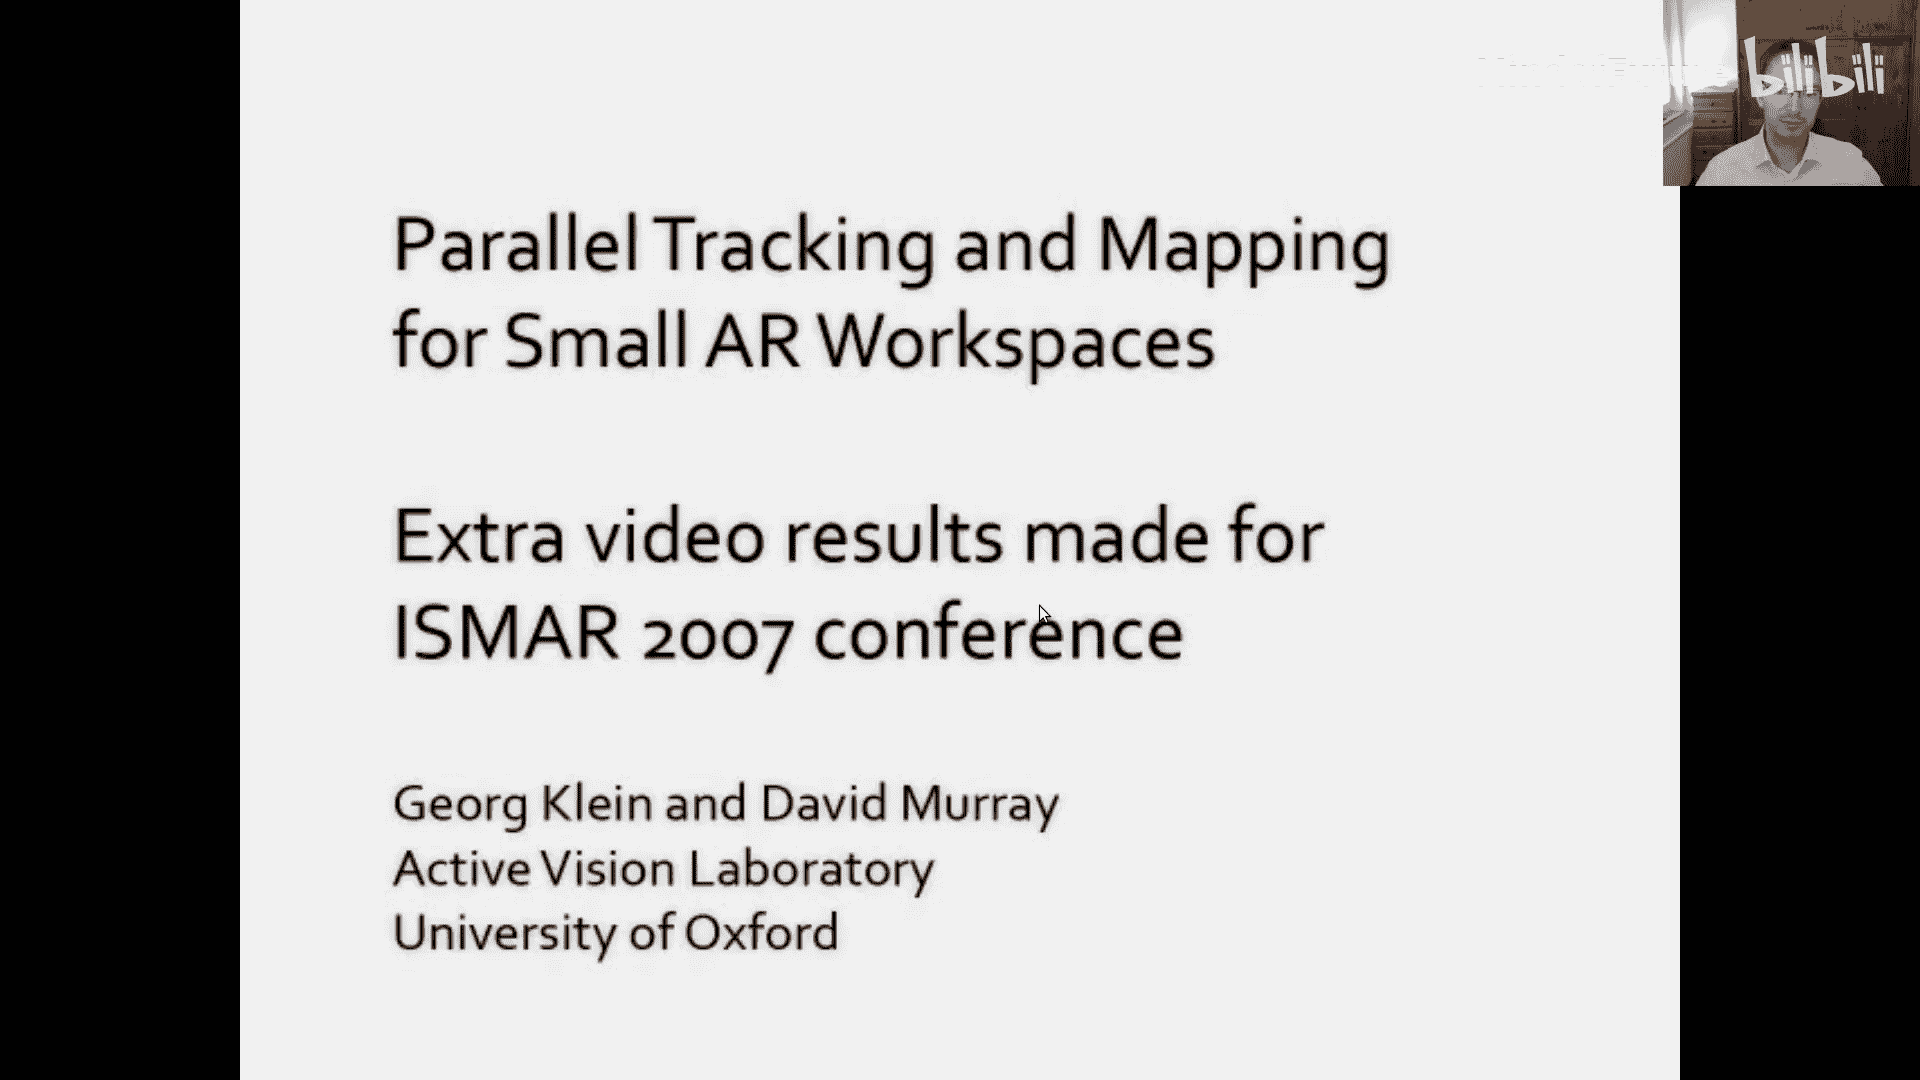 bilibili
Parallel Tracking and Mapping
for Small AR Workspaces
Extra video results made for
ISMAR 2007 conference
Georg Klein and David Murray
Active Vision Laboratory
University of Oxford